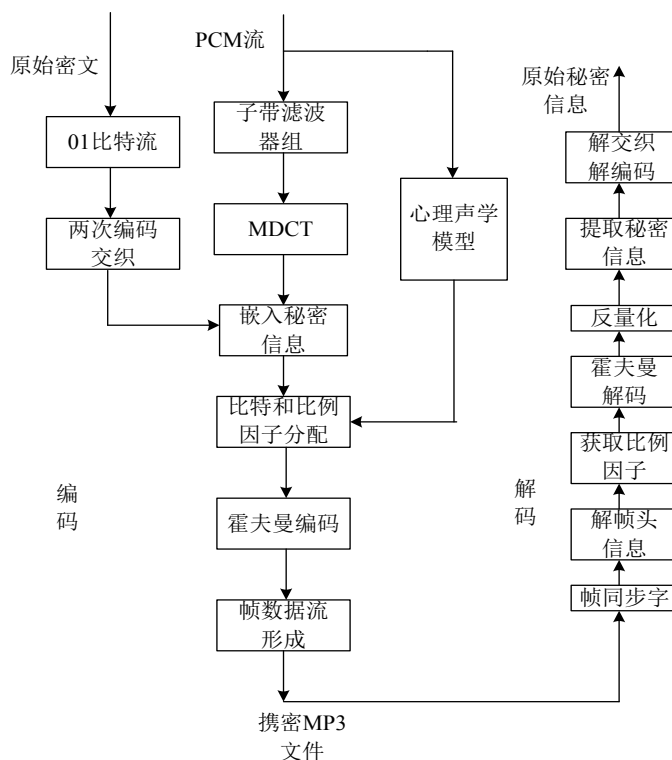 原始密文
01比特流
两次编码
交织
PCM流
子带滤波
器组
MDCT
心理声学
模型
嵌入秘密
信息
比特和比例
因子分配
霍夫曼编码
帧数据流
形成
携密MP3
文件
编
码
解
码
帧同步字
解帧头
信息
获取比例
因子
霍夫曼
解码
反量化
提取秘密
信息
解交织
解编码
原始秘密
信息